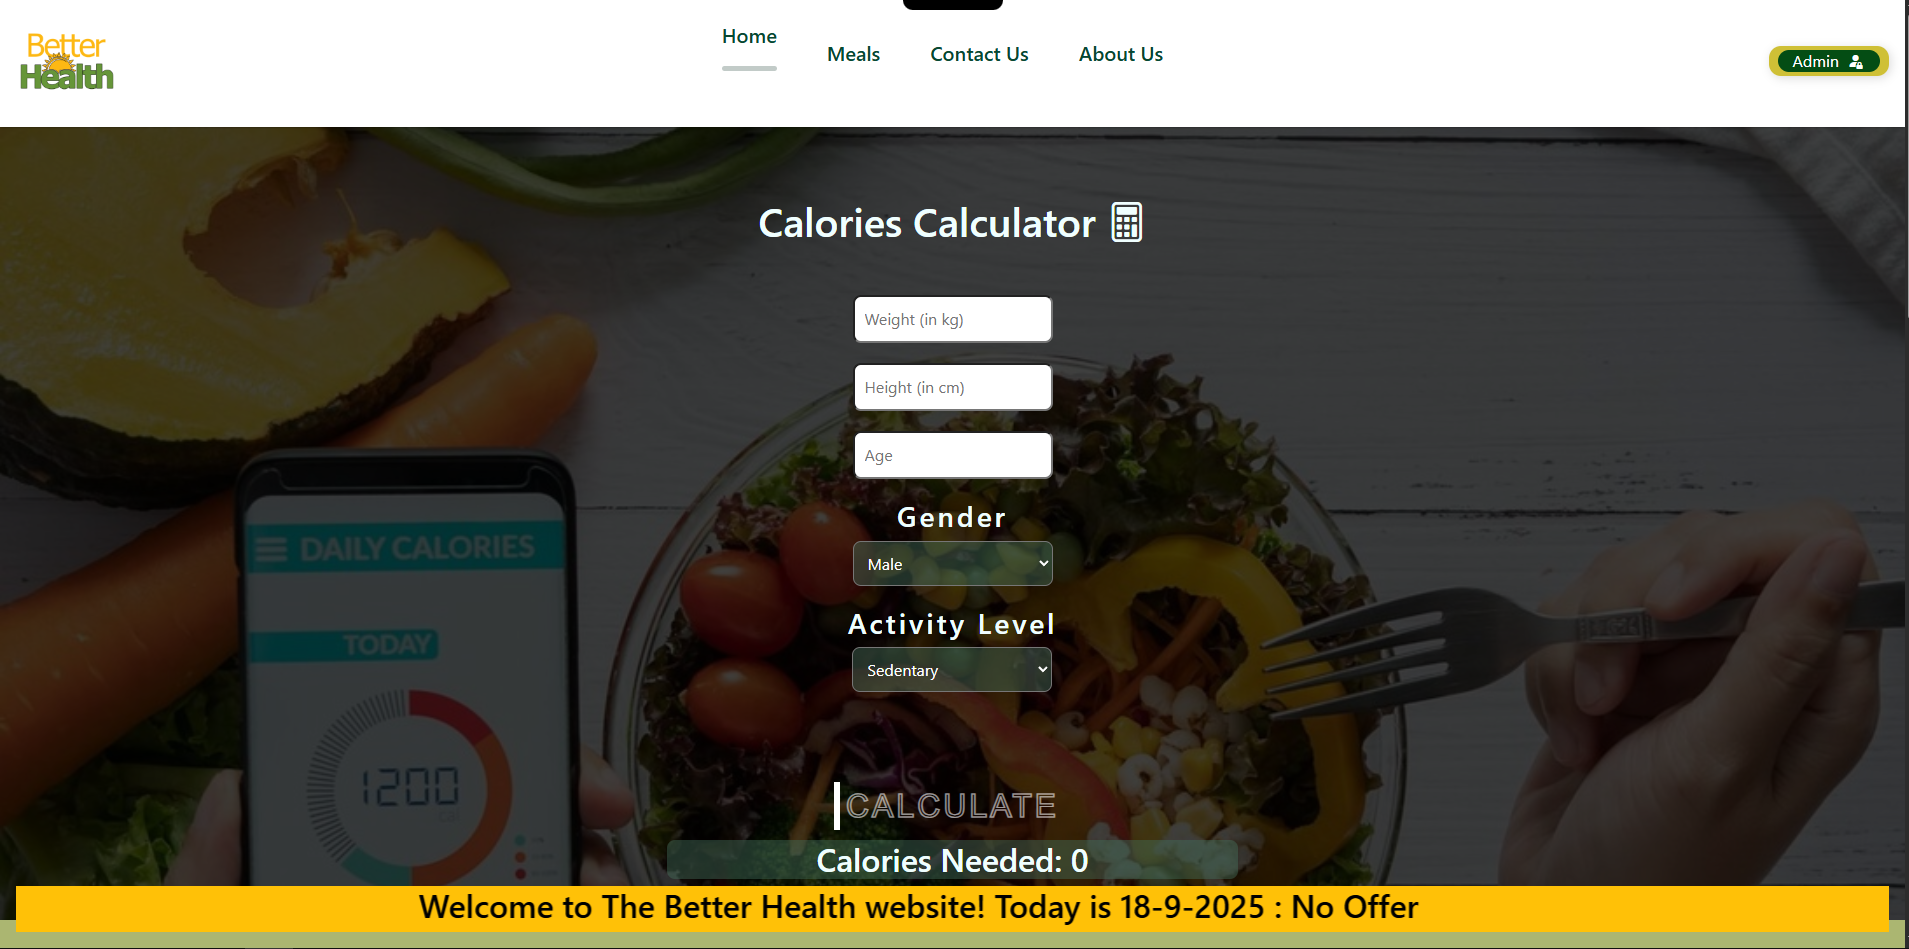 Better
Health
Home
Meals
Contact Us
About Us
Admin
Calories Calculator
Weight (in kg)
Height (in cm)
Age
Gender
Male
Activity Level
Sedentary
DAILY CALORIES
TODAY
1200
CALCULATE
Calories Needed: 0
Welcome to The Better Health website! Today is 18-9-2025 : No Offer